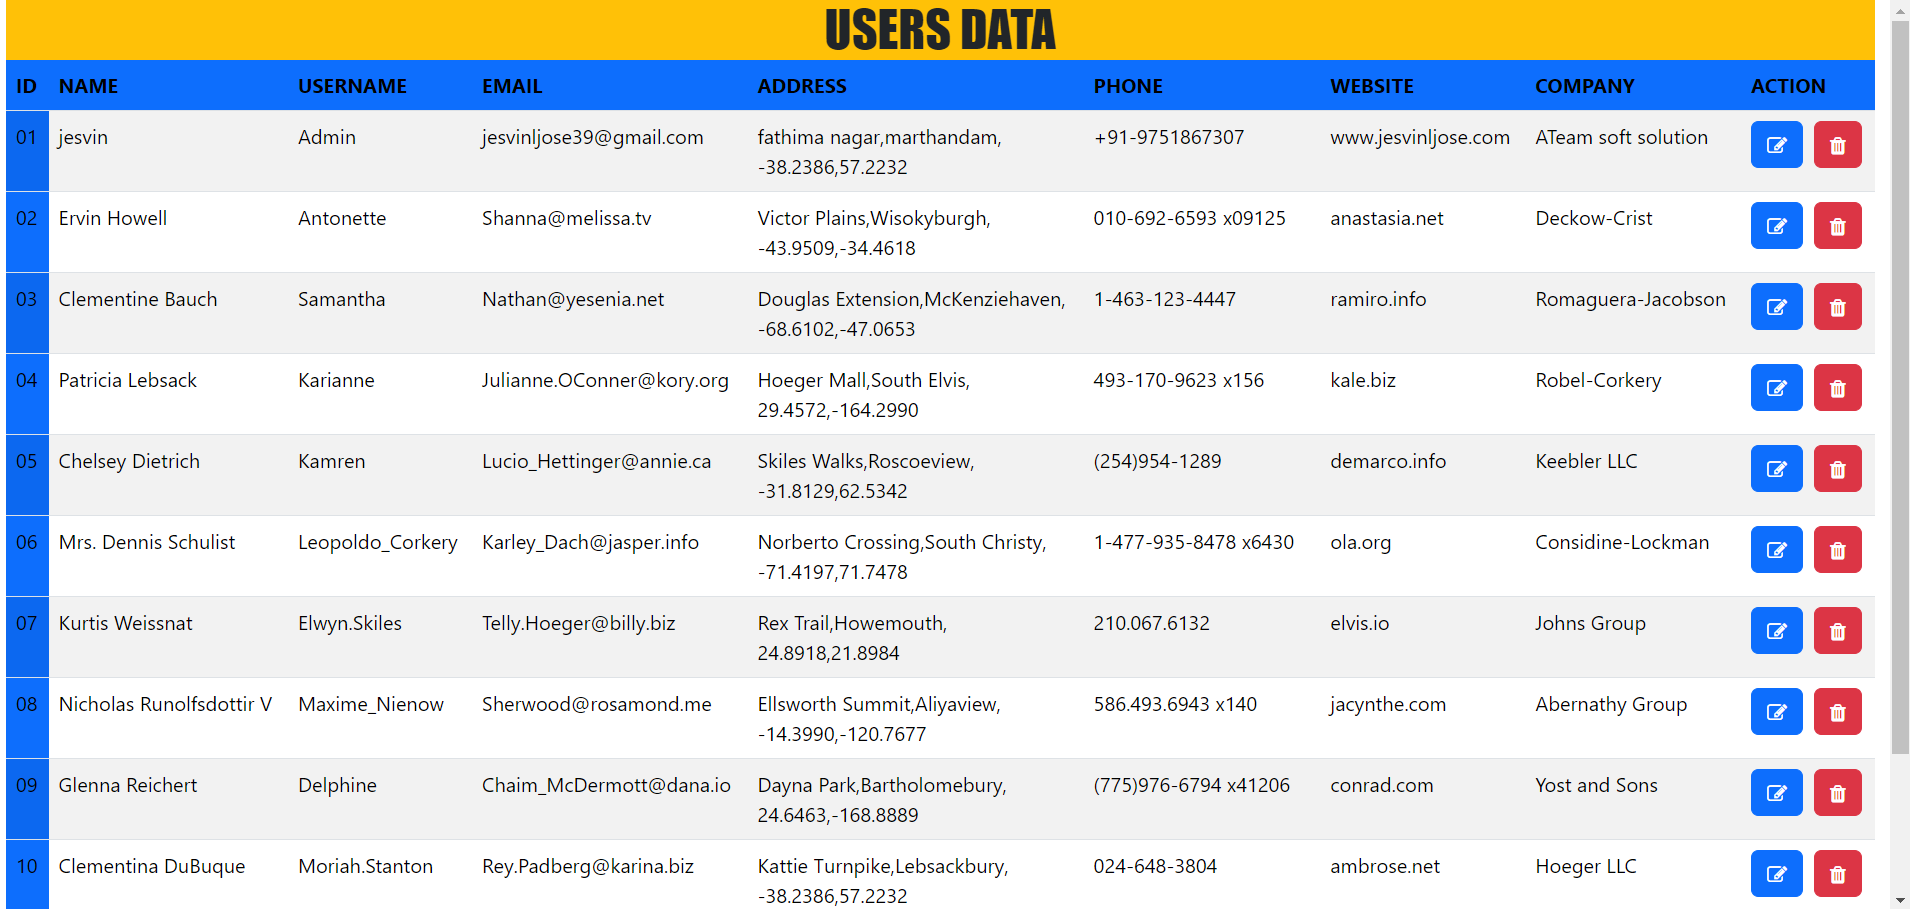 USERS DATA
ID NAME USERNAME EMAIL ADDRESS PHONE WEBSITE COMPANY ACTION
01 jesvin Admin jesvinljose39@gmail.com fathima nagar,marthandam, +91-9751867307 www.jesvinljose.com ATeam soft solution
-38.2386,57.2232
02 Ervin Howell Antonette Shanna@melissa.tv Victor Plains,Wisokyburgh, 010-692-6593 x09125 anastasia.net Deckow-Crist
-43.9509,-34.4618
03 Clementine Bauch Samantha Nathan@yesenia.net Douglas Extension,McKenziehaven, 1-463-123-4447 ramiro.info Romaguera-Jacobson
-68.6102,-47.0653
04 Patricia Lebsack Karianne Julianne.OConner@kory.org Hoeger Mall,South Elvis, 493-170-9623 x156 kale.biz Robel-Corkery
29.4572,-164.2990
05 Chelsey Dietrich Kamren Lucio_Hettinger@annie.ca Skiles Walks,Roscoeview, (254)954-1289 demarco.info Keebler LLC
-31.8129,62.5342
06 Mrs. Dennis Schulist Leopoldo_Corkery Karley_Dach@jasper.info Norberto Crossing,South Christy, 1-477-935-8478 x6430 ola.org Considine-Lockman
-71.4197,71.7478
07 Kurtis Weissnat Elwyn.Skiles Telly.Hoeger@billy.biz Rex Trail,Howemouth, 210.067.6132 elvis.io Johns Group
24.8918,21.8984
08 Nicholas Runolfsdottir V Maxime_Nienow Sherwood@rosamond.me Ellsworth Summit,Aliyaview, 586.493.6943 x140 jacynthe.com Abernathy Group
-14.3990,-120.7677
09 Glenna Reichert Delphine Chaim_McDermott@dana.io Dayna Park,Bartholomebury, (775)976-6794 x41206 conrad.com Yost and Sons
24.6463,-168.8889
10 Clementina DuBuque Moriah.Stanton Rey.Padberg@karina.biz Kattie Turnpike,Lebsackbury, 024-648-3804 ambrose.net Hoeger LLC
-38.2386,57.2232